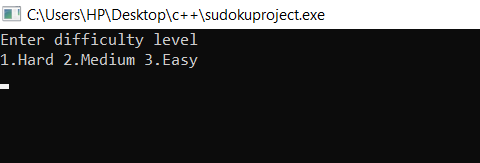 C:\Users\HP\Desktop\c++\sudokuproject.exe
Enter difficulty level
1.Hard 2.Medium 3.Easy